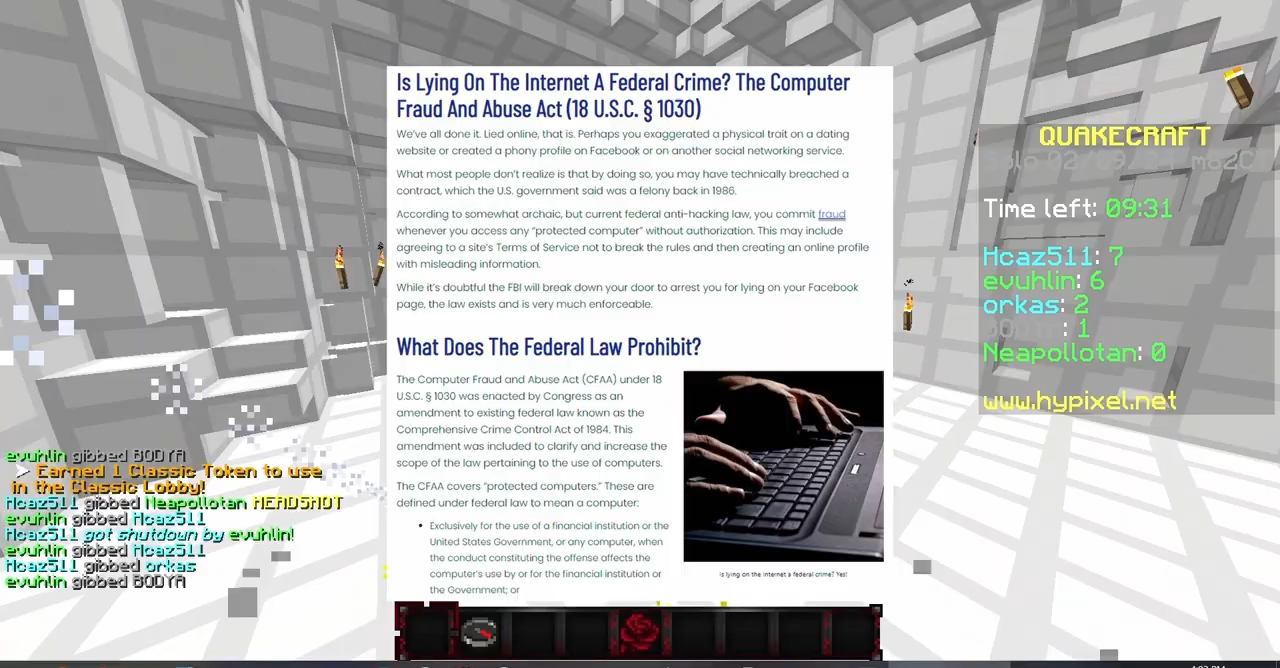 Is Lying On The Internet A Federal Crime? The Computer
Fraud And Abuse Act (18 U.S.C. § 1030)
We've all done it. Lied online, that is. Perhaps you exaggerated a physical trait on a dating
website or created a phony profile on Facebook or on another social networking service.
What most people don't realize is that by doing so, you may have technically breached a
contract, which the U.S. government said was a felony back in 1986.
According to somewhat archaic, but current federal anti-hacking law, you commit fraud
whenever you access any "protected computer" without authorization. This may include
agreeing to a site's Terms of Service not to break the rules and then creating an online profile
with misleading information.
While it's doubtful the FBI will break down your door to arrest you for lying on your Facebook
page, the law exists and is very much enforceable.
What Does The Federal Law Prohibit?
The Computer Fraud and Abuse Act (CFAA) under 18
U.S.C. § 1030 was enacted by Congress as an
amendment to existing federal law known as the
Comprehensive Crime Control Act of 1984. This
amendment was included to clarify and increase the
scope of the law pertaining to the use of computers.
The CFAA covers "protected computers." These are
defined under federal law to mean a computer:
• Exclusively for the use of a financial institution or the
United States Government, or any computer, when
the conduct constituting the offense affects the
computer's use by or for the financial institution or
the Government; or
Is lying on the internet a federal crime? Yes!
QUAKECRAFT
Time left: 09:31
Hcaz511: 7
evuhlin: 6
orkas: 2
: 1
Neapollotan: 0
www.hypixel.net
evuhlin gibbed BODYA
> Earned 1 Classic Token to use
in the Classic Lobby!
Hcaz511 gibbed Neapollotan HEADSHOT
evuhlin gibbed Hcaz511
Hcaz511 got shutdown by evuhlin!
evuhlin gibbed Hcaz511
Hcaz511 gibbed orkas
evuhlin gibbed BODYA